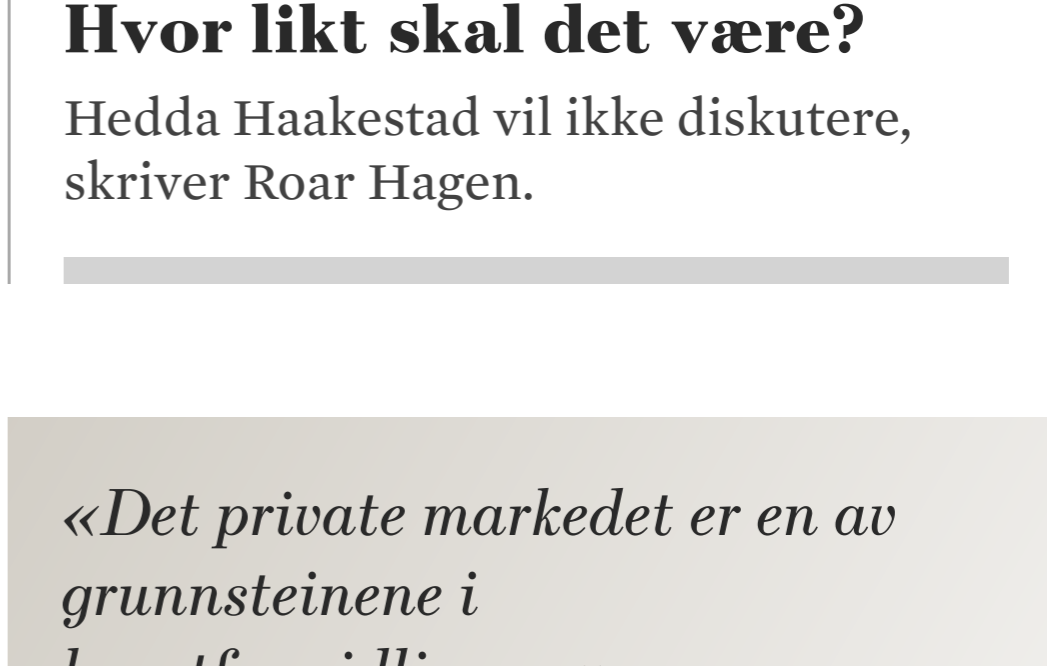 Hvor likt skal det være?
Hedda Haakestad vil ikke diskutere,
skriver Roar Hagen.
«Det private markedet er en av
grunnsteinene i